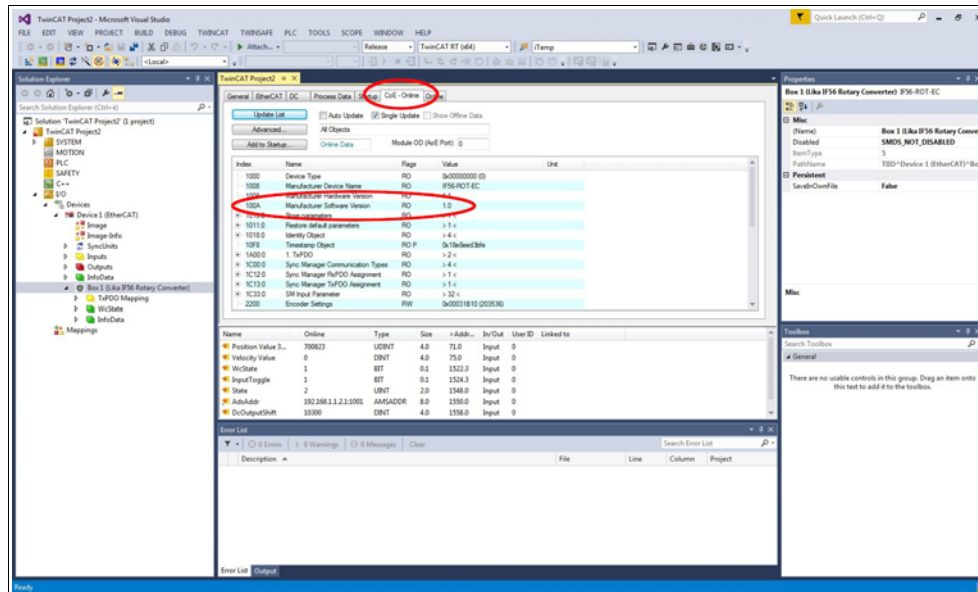 TwinCAT Project2 - Microsoft Visual Studio
Quick Launch (Ctrl+Q)
FILE EDIT VIEW PROJECT BUILD DEBUG TWINCAT TWINSAFE PLC TOOLS SCOPE WINDOW HELP
Attach... Release TwinCAT RT (x64) iTemp
<Local>
Solution Explorer
Search Solution Explorer (Ctrl+è)
Solution 'TwinCAT Project2' (1 project)
TwinCAT Project2
SYSTEM
MOTION
PLC
SAFETY
C++
I/O
Devices
Device 1 (EtherCAT)
Image
Image-Info
SyncUnits
Inputs
Outputs
InfoData
Box 1 (Lika IF56 Rotary Converter)
TxPDO Mapping
WcState
InfoData
Mappings
TwinCAT Project2
General EtherCAT DC Process Data CoE - Online
Update List Auto Update Single Update Show Offline Data
Advanced... All Objects
Add to Startup... Online Data Module OD (AoE Port): 0
Index Name Flags Value Unit
1000 Device Type RO 0x00000000 (0)
1008 Manufacturer Device Name RO IF56-ROT-EC
Manufacturer Hardware Version
100A Manufacturer Software Version RO 1.0
1011:0 Restore default parameters RO > 1 <
1018:0 Identity Object RO > 4 <
10F8 Timestamp Object RO P
1A00:0 1. TxPDO RO > 2 <
1C00:0 Sync Manager Communication Types RO > 4 <
1C12:0 Sync Manager RxPDO Assignment RO > 1 <
1C13:0 Sync Manager TxPDO Assignment RO > 1 <
1C33:0 SM Input Parameter RO > 32 <
2200 Encoder Settings RW 0x00031B10 (203536)
Name Online Type Size >Addr... In/Out User ID Linked to
Position Value 3... 700823 UDINT 4.0 71.0 Input 0
Velocity Value 0 DINT 4.0 75.0 Input 0
WcState 1 BIT 0.1 1522.3 Input 0
InputToggle 1 BIT 0.1 1524.3 Input 0
State 2 UINT 2.0 1548.0 Input 0
AdsAddr 192.168.1.1.2.1:1001 AMSADDR 8.0 1550.0 Input 0
DcOutputShift 10300 DINT 4.0 1558.0 Input 0
Error List
0 Errors 0 Warnings 0 Messages Clear
Search Error List
Description File Line Column Project
Error List Output
Properties
Box 1 (Lika IF56 Rotary Converter) IF56-ROT-EC
Misc
(Name) Box 1 (Lika IF56 Rotary Conve
Disabled SMDS_NOT_DISABLED
ItemType 5
PathName TIID^Device 1 (EtherCAT)^Bo
Persistent
SaveInOwnFile False
Misc
Toolbox
Search Toolbox
General
There are no usable controls in this group. Drag an item onto
this text to add it to the toolbox.
Ready